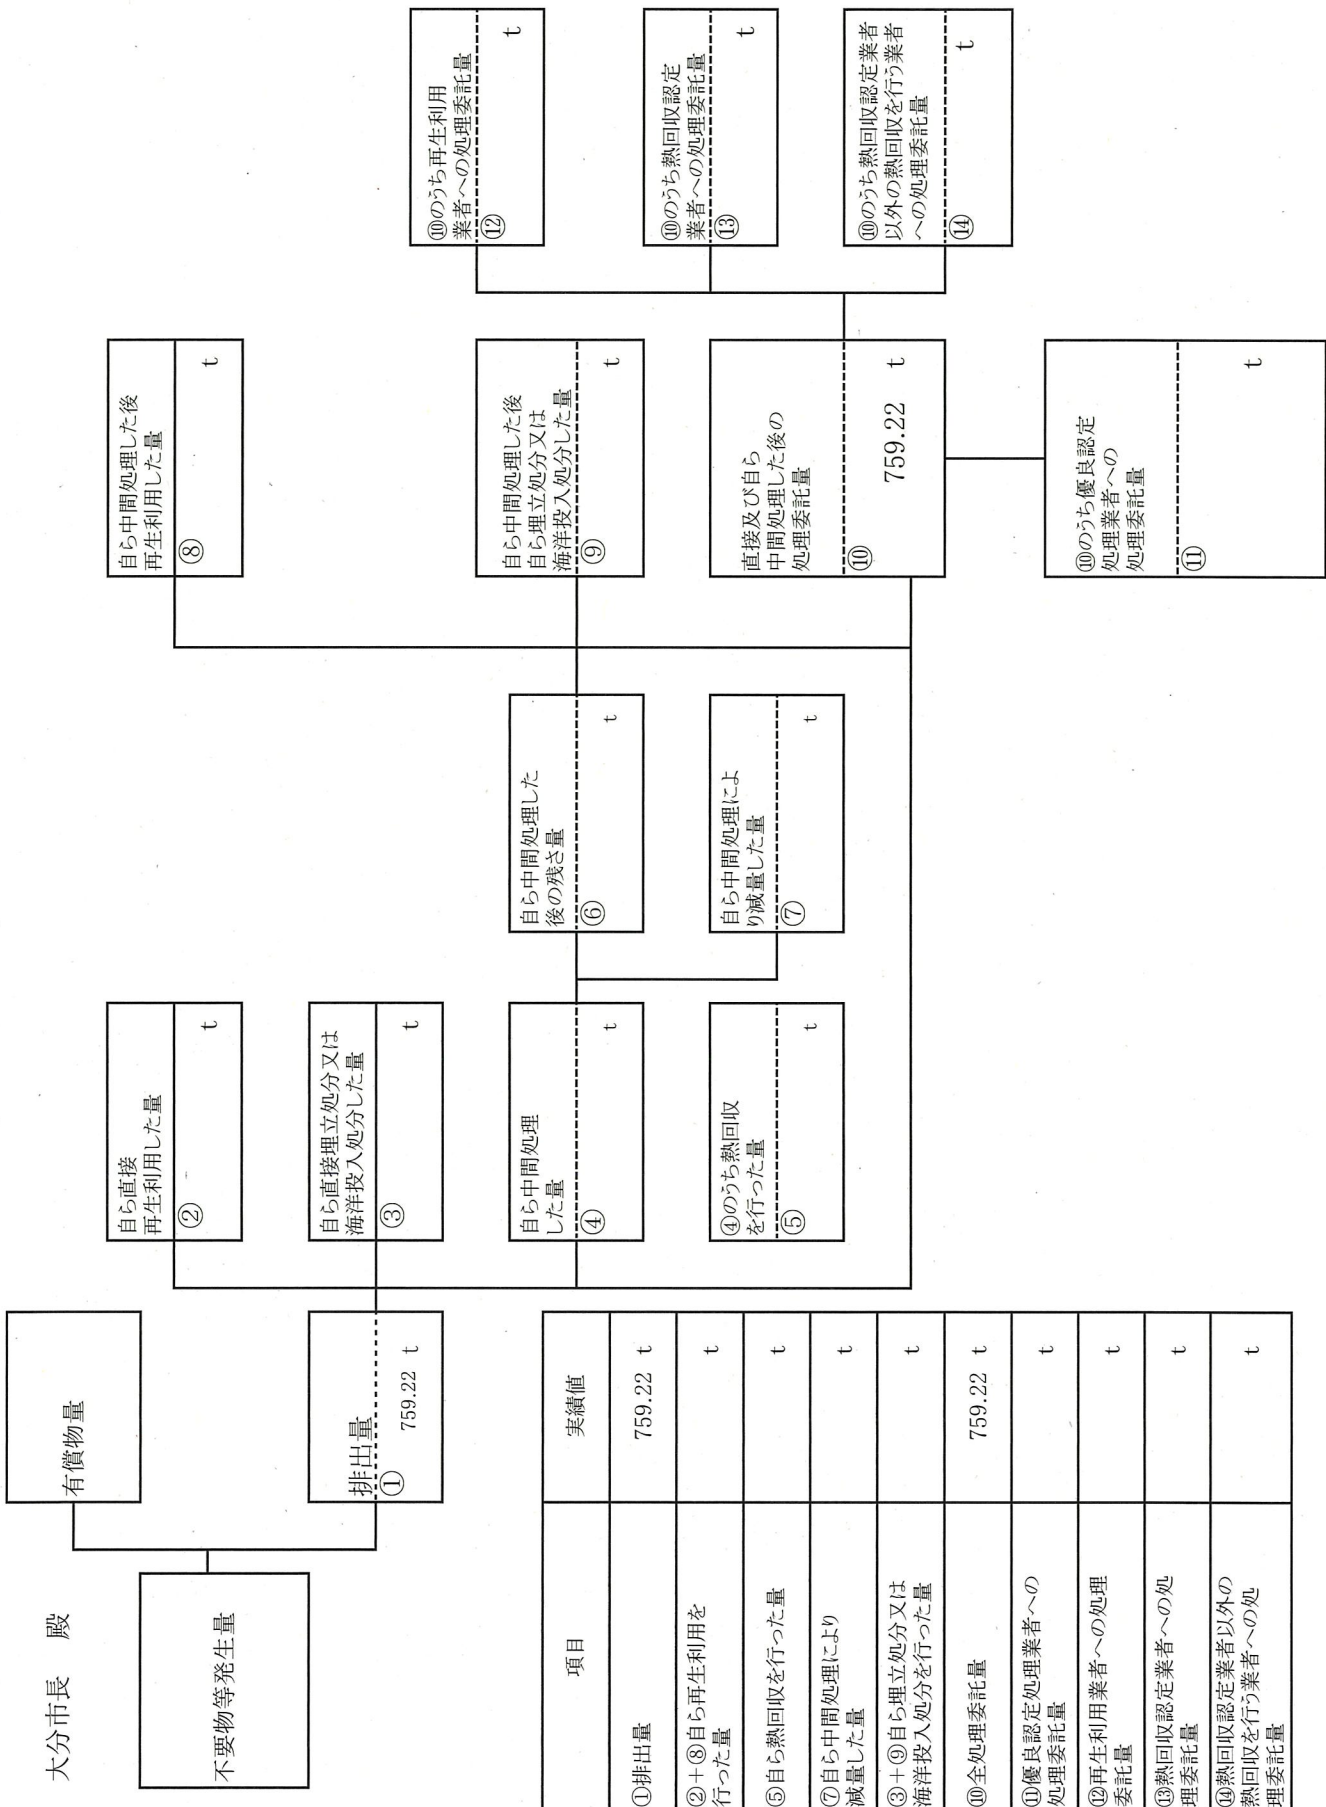 大分市長　殿
不要物等発生量
有償物量
排出量
①
759.22 t
自ら直接
再生利用した量
②
t
自ら直接埋立処分又は
海洋投入処分した量
③
t
自ら中間処理
した量
④
t
④のうち熱回収
を行った量
⑤
t
自ら中間処理した
後の残さ量
⑥
t
自ら中間処理によ
り減量した量
⑦
t
自ら中間処理した後
再生利用した量
⑧
t
自ら中間処理した後
自ら埋立処分又は
海洋投入処分した量
⑨
t
直接及び自ら
中間処理した後の
処理委託量
⑩
759.22 t
⑩のうち優良認定
処理業者への
処理委託量
⑪
t
⑩のうち再生利用
業者への処理委託量
⑫
t
⑩のうち熱回収認定
業者への処理委託量
⑬
t
⑩のうち熱回収認定業者
以外の熱回収を行う業者
への処理委託量
⑭
t
項目 実績値
①排出量 759.22 t
②+⑧自ら再生利用を
行った量
t
⑤自ら熱回収を行った量 t
⑦自ら中間処理により
減量した量
t
③+⑨自ら埋立処分又は
海洋投入処分を行った量
t
⑩全処理委託量 759.22 t
⑪優良認定処理業者への
処理委託量
t
⑫再生利用業者への処理
委託量
t
⑬熱回収認定業者への処
理委託量
t
⑭熱回収認定業者以外の
熱回収を行う業者への処
理委託量
t